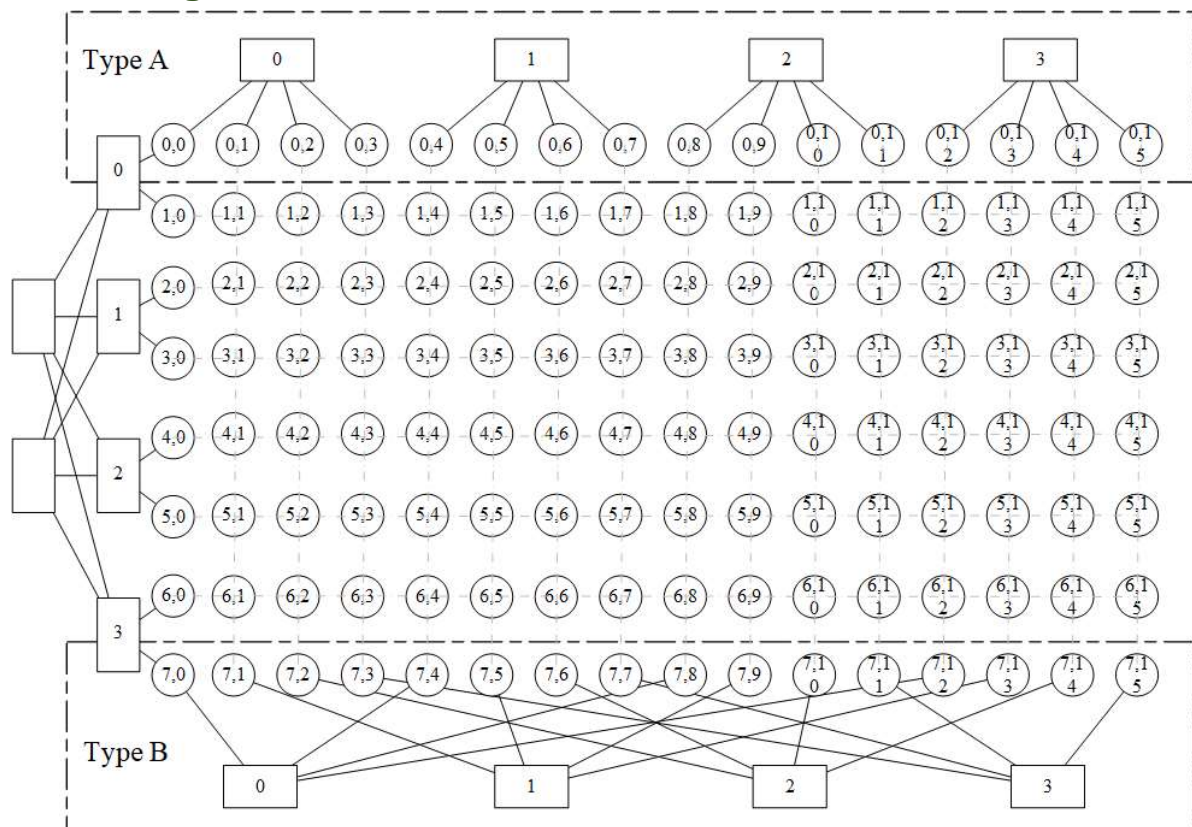 Type A
0 1 2 3
0,0 0,1 0,2 0,3 0,4 0,5 0,6 0,7 0,8 0,9 0,10 0,11 0,12 0,13 0,14 0,15
0
1,0 1,1 1,2 1,3 1,4 1,5 1,6 1,7 1,8 1,9 1,10 1,11 1,12 1,13 1,14 1,15
2,0 2,1 2,2 2,3 2,4 2,5 2,6 2,7 2,8 2,9 2,10 2,11 2,12 2,13 2,14 2,15
1
3,0 3,1 3,2 3,3 3,4 3,5 3,6 3,7 3,8 3,9 3,10 3,11 3,12 3,13 3,14 3,15
4,0 4,1 4,2 4,3 4,4 4,5 4,6 4,7 4,8 4,9 4,10 4,11 4,12 4,13 4,14 4,15
2
5,0 5,1 5,2 5,3 5,4 5,5 5,6 5,7 5,8 5,9 5,10 5,11 5,12 5,13 5,14 5,15
6,0 6,1 6,2 6,3 6,4 6,5 6,6 6,7 6,8 6,9 6,10 6,11 6,12 6,13 6,14 6,15
3
7,0 7,1 7,2 7,3 7,4 7,5 7,6 7,7 7,8 7,9 7,10 7,11 7,12 7,13 7,14 7,15
Type B
0 1 2 3